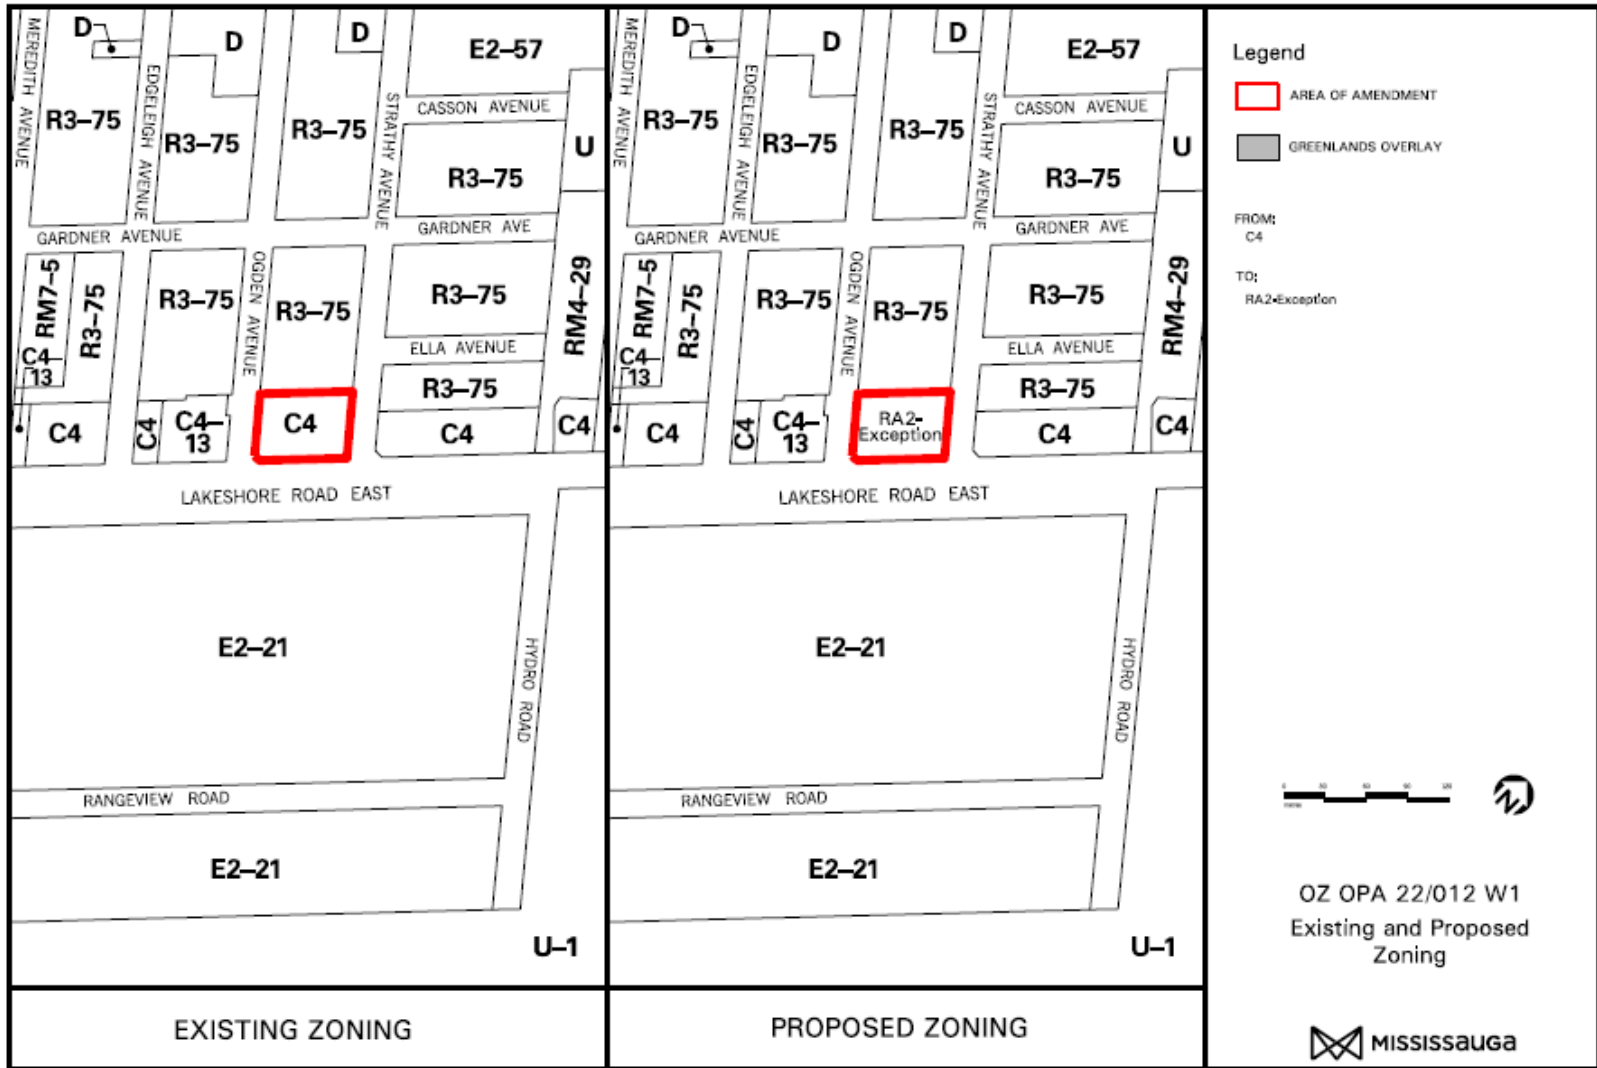 D
D
D
E2–57
MEREDITH AVENUE
EDGELEIGH AVENUE
STRATHY AVENUE
CASSON AVENUE
R3–75
R3–75
R3–75
U
R3–75
GARDNER AVENUE
GARDNER AVE
RM7–5
R3–75
R3–75
OGDEN AVENUE
R3–75
R3–75
RM4–29
ELLA AVENUE
C4–
13
R3–75
C4
C4
C4–
13
C4
C4
C4
LAKESHORE ROAD EAST
E2–21
HYDRO ROAD
RANGEVIEW ROAD
E2–21
U–1
EXISTING ZONING
D
D
D
E2–57
MEREDITH AVENUE
EDGELEIGH AVENUE
STRATHY AVENUE
CASSON AVENUE
R3–75
R3–75
R3–75
U
R3–75
GARDNER AVENUE
GARDNER AVE
RM7–5
R3–75
R3–75
OGDEN AVENUE
R3–75
R3–75
RM4–29
ELLA AVENUE
C4–
13
R3–75
C4
C4
C4–
13
RA2-
Exception
C4
C4
LAKESHORE ROAD EAST
E2–21
HYDRO ROAD
RANGEVIEW ROAD
E2–21
U–1
PROPOSED ZONING
Legend
AREA OF AMENDMENT
GREENLANDS OVERLAY
FROM:
C4
TO:
RA2-Exception
Z
OZ OPA 22/012 W1
Existing and Proposed
Zoning
MISSISSAUGA